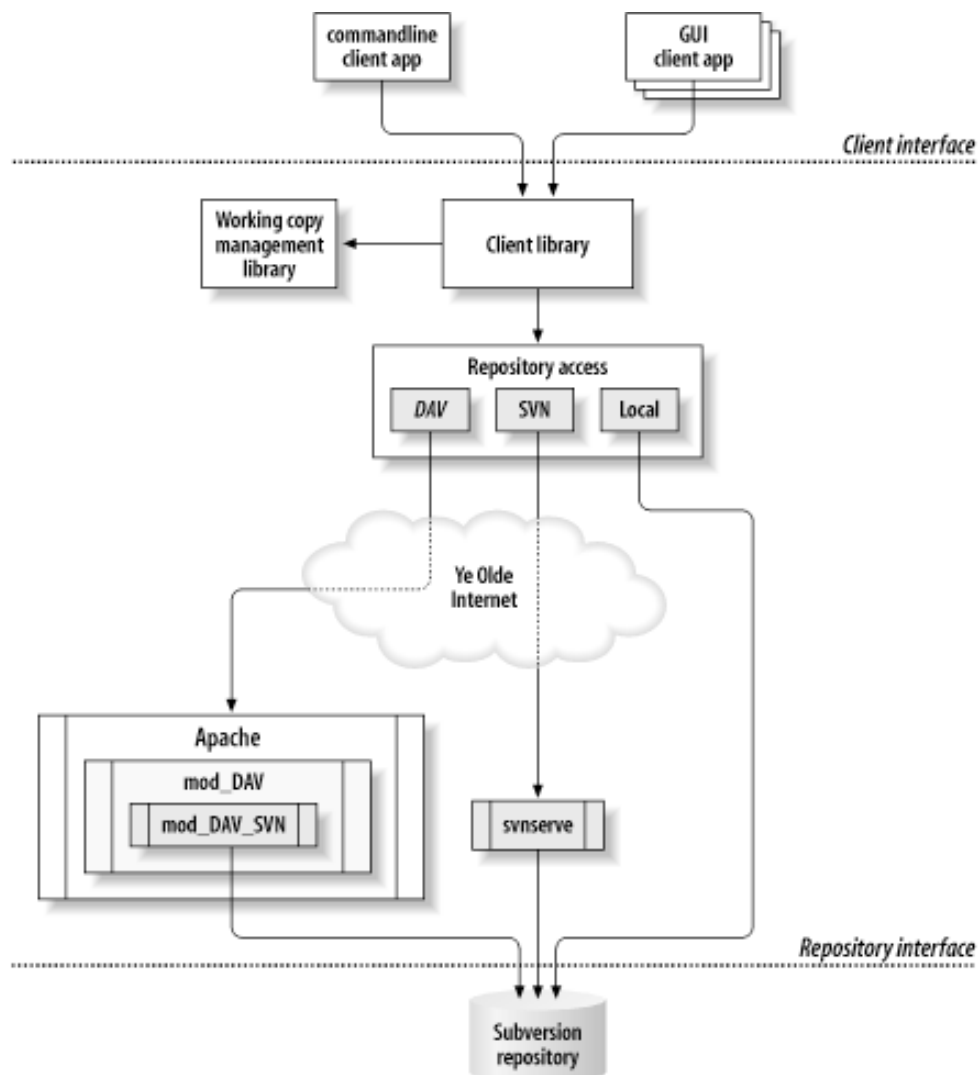 commandline
client app
GUI
client app
Client interface
Working copy
management
library
Client library
Repository access
DAV
SVN
Local
Ye Olde
Internet
Apache
mod_DAV
mod_DAV_SVN
svnserve
Repository interface
Subversion
repository